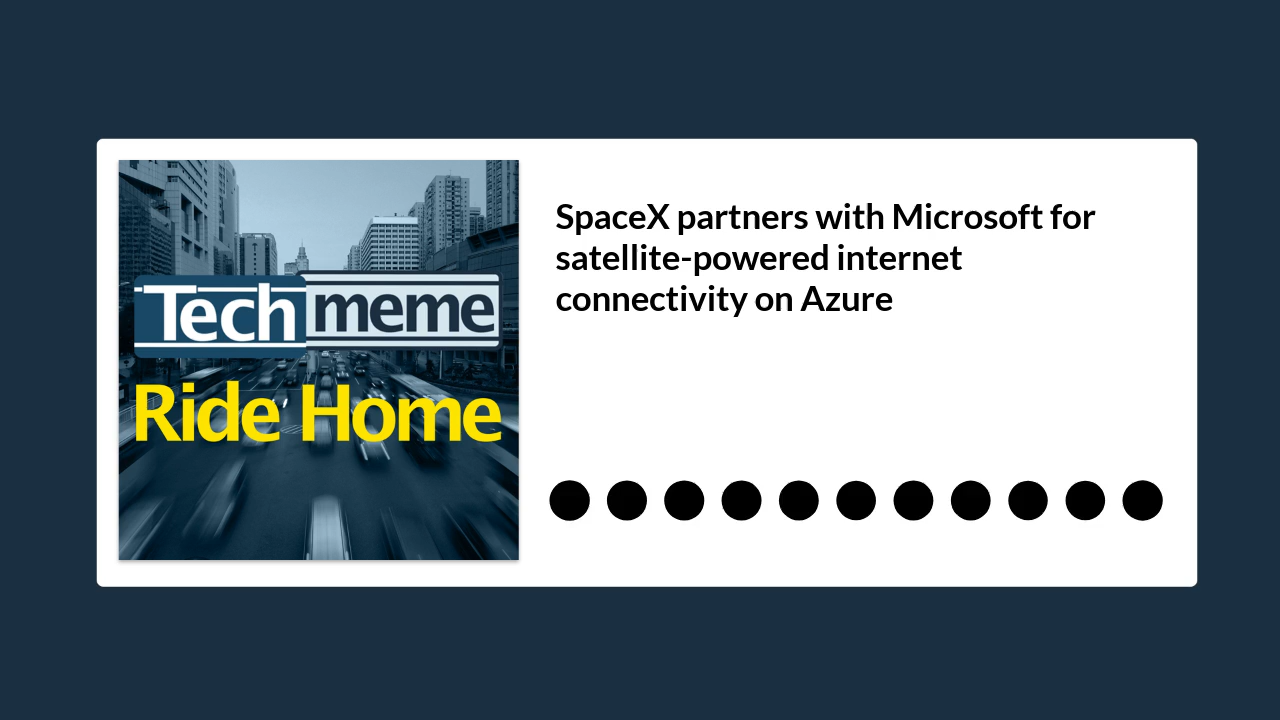 Techmeme
Ride Home
SpaceX partners with Microsoft for
satellite-powered internet
connectivity on Azure